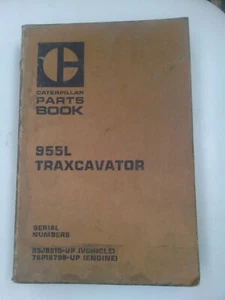 CATERPILLAR
PARTS
BOOK
955L
TRAXCAVATOR
SERIAL
NUMBERS
(VEHICLE)
(ENGINE)